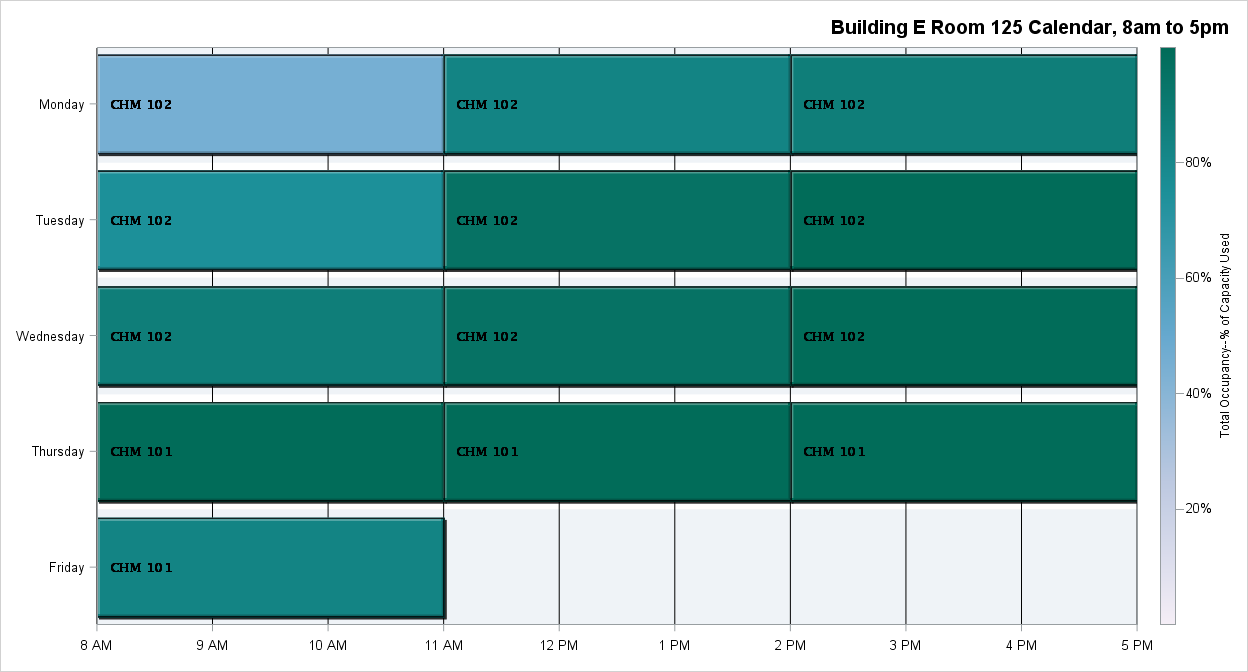 Building E Room 125 Calendar, 8am to 5pm
Monday
CHM 102
CHM 102
CHM 102
Tuesday
CHM 102
CHM 102
CHM 102
Wednesday
CHM 102
CHM 102
CHM 102
Thursday
CHM 101
CHM 101
CHM 101
Friday
CHM 101
8 AM
9 AM
10 AM
11 AM
12 PM
1 PM
2 PM
3 PM
4 PM
5 PM
80%
60%
40%
20%
Total Occupancy--% of Capacity Used